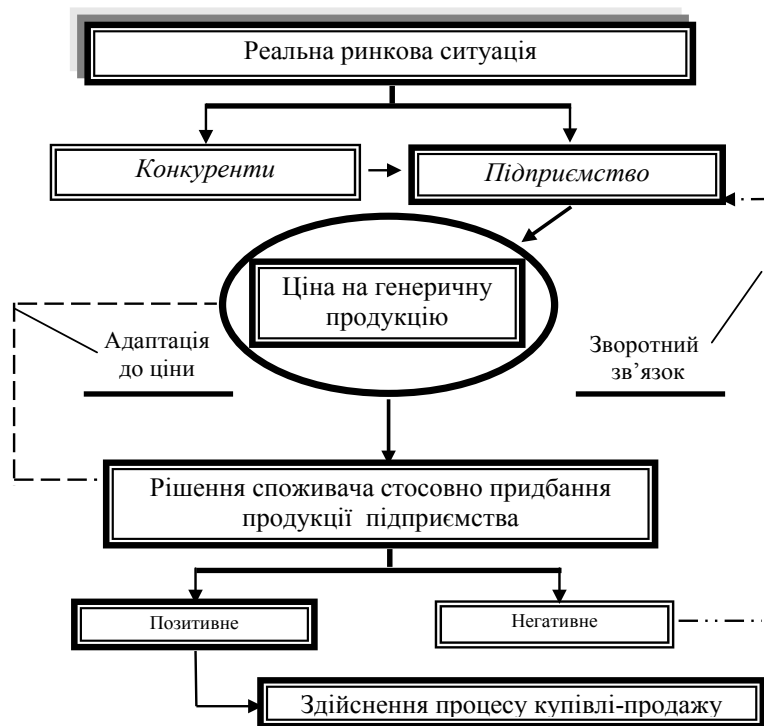 Реальна ринкова ситуація
Конкуренти
Підприємство
Ціна на генеричну
продукцію
Адаптація
до ціни
Зворотний
зв’язок
Рішення споживача стосовно придбання
продукції підприємства
Позитивне
Негативне
Здійснення процесу купівлі-продажу